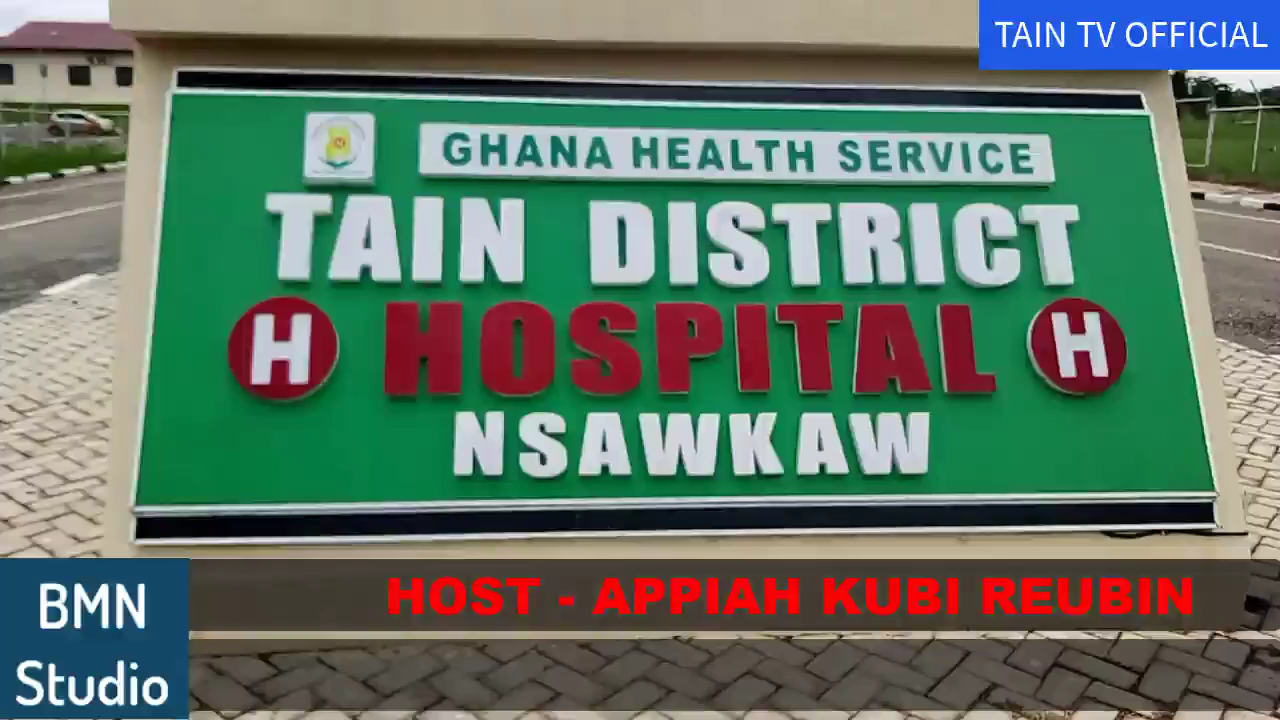 TAIN TV OFFICIAL
GHANA HEALTH SERVICE
TAIN DISTRICT
H HOSPITAL H
NSAWKAW
HOST - APPIAH KUBI REUBIN
BMN
Studio